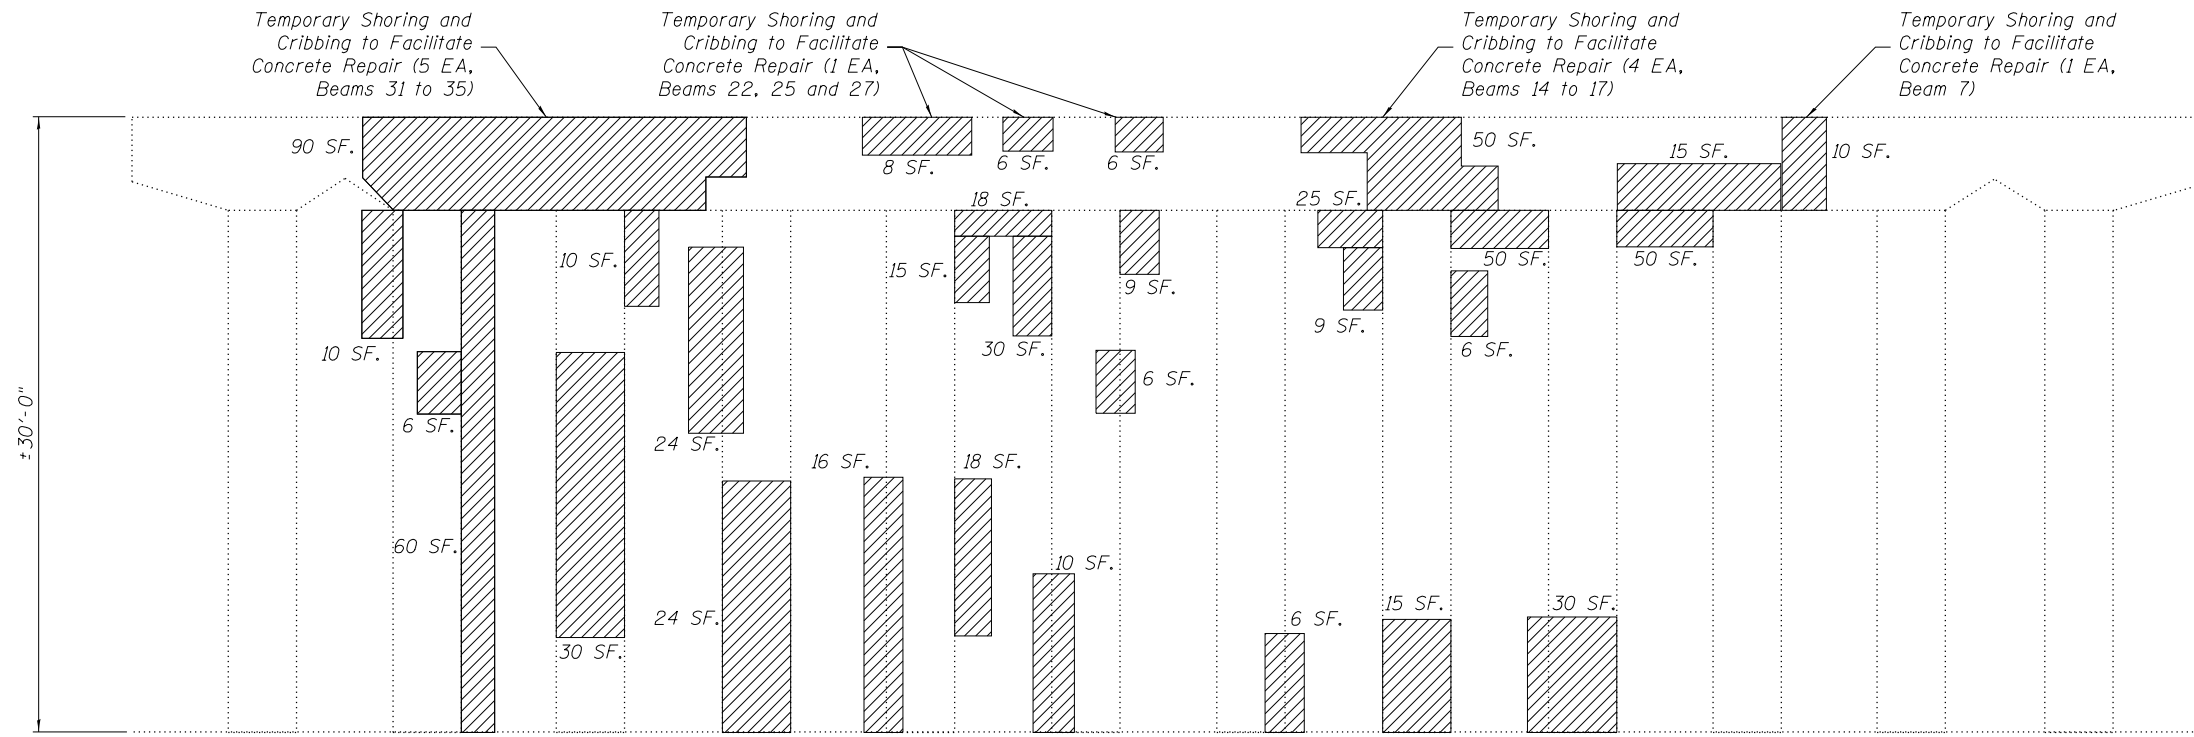 Temporary Shoring and
Cribbing to Facilitate
Concrete Repair (5 EA,
Beams 31 to 35)
Temporary Shoring and
Cribbing to Facilitate
Concrete Repair (1 EA,
Beams 22, 25 and 27)
Temporary Shoring and
Cribbing to Facilitate
Concrete Repair (4 EA,
Beams 14 to 17)
Temporary Shoring and
Cribbing to Facilitate
Concrete Repair (1 EA,
Beam 7)
90 SF.
8 SF.
6 SF.
6 SF.
50 SF.
15 SF.
10 SF.
18 SF.
25 SF.
10 SF.
15 SF.
9 SF.
50 SF.
50 SF.
10 SF.
30 SF.
9 SF.
6 SF.
6 SF.
6 SF.
24 SF.
±30'-0"
16 SF.
18 SF.
60 SF.
10 SF.
24 SF.
30 SF.
6 SF.
15 SF.
30 SF.